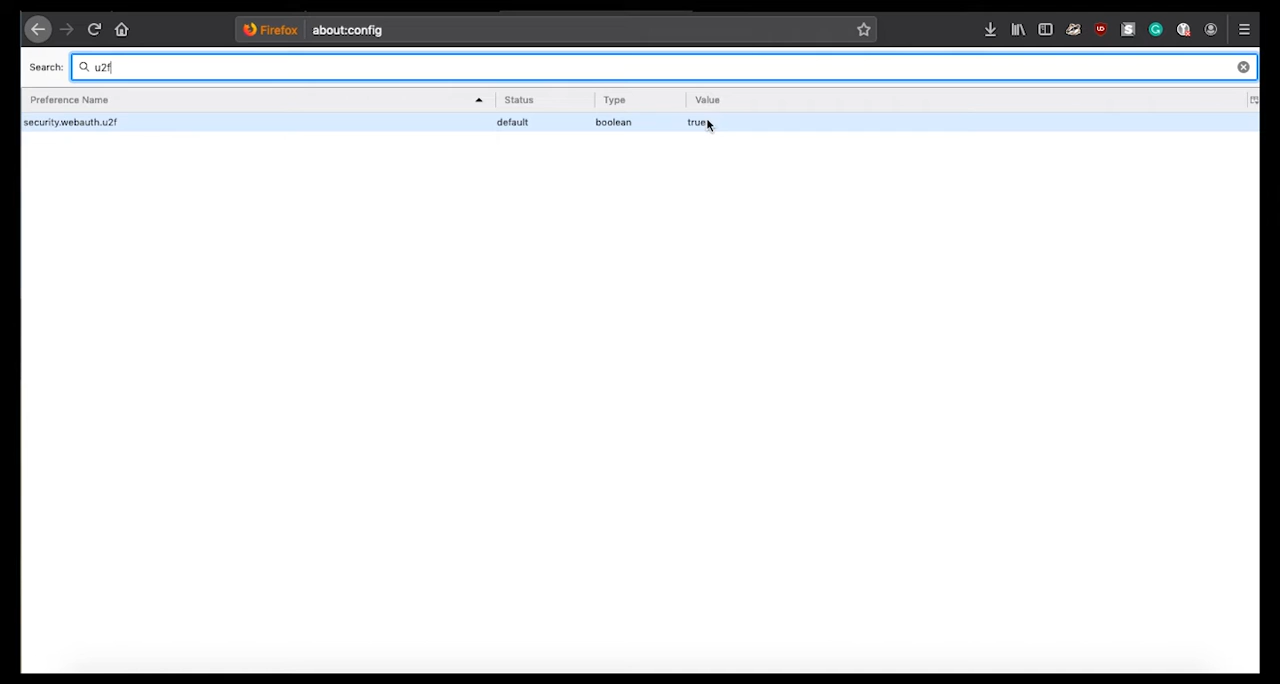 Firefox about:config
Search: u2f
Preference Name Status Type Value
security.webauth.u2f default boolean true